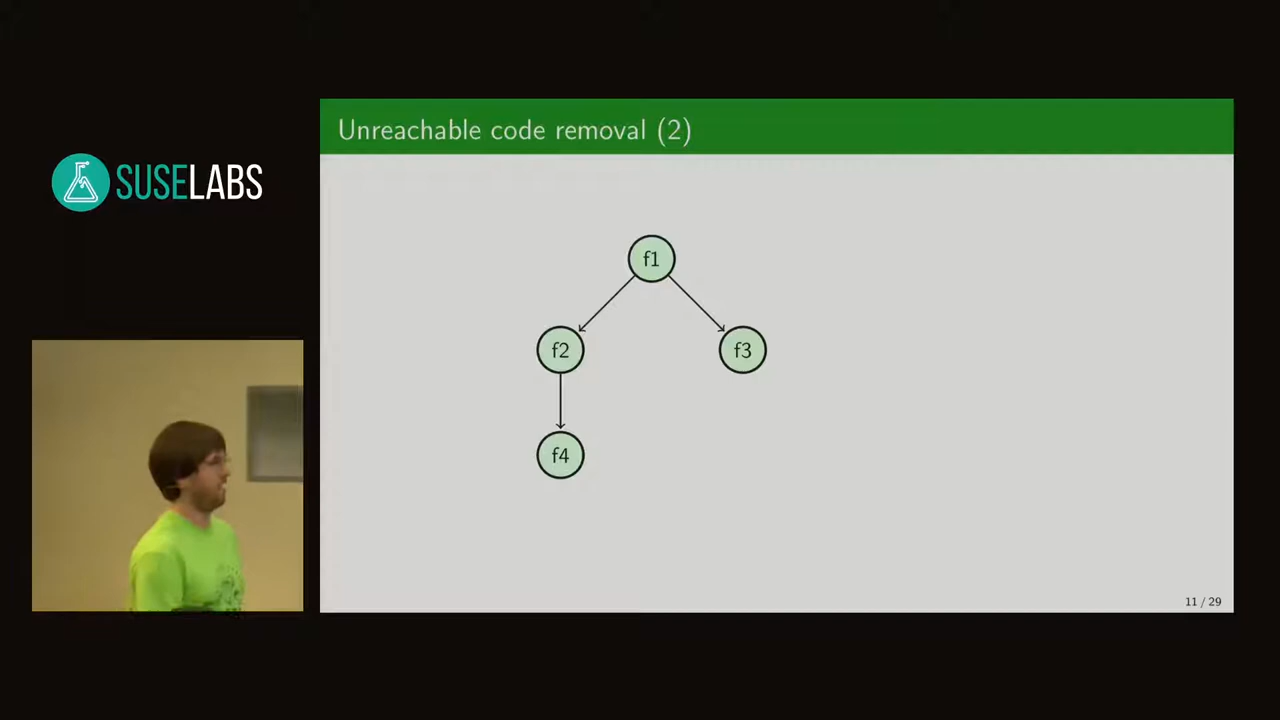 Unreachable code removal (2)
SUSELABS
f1
f2
f3
f4
11 / 29